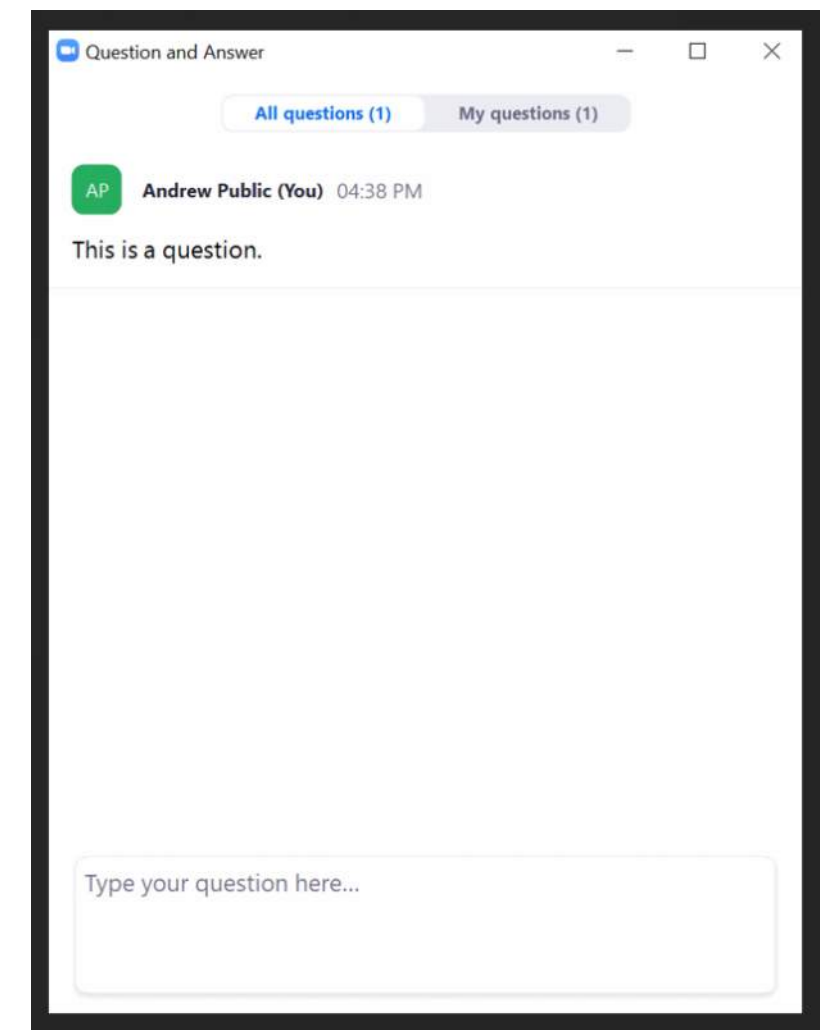 Question and Answer
All questions (1) My questions (1)
AP Andrew Public (You) 04:38 PM
This is a question.
Type your question here...